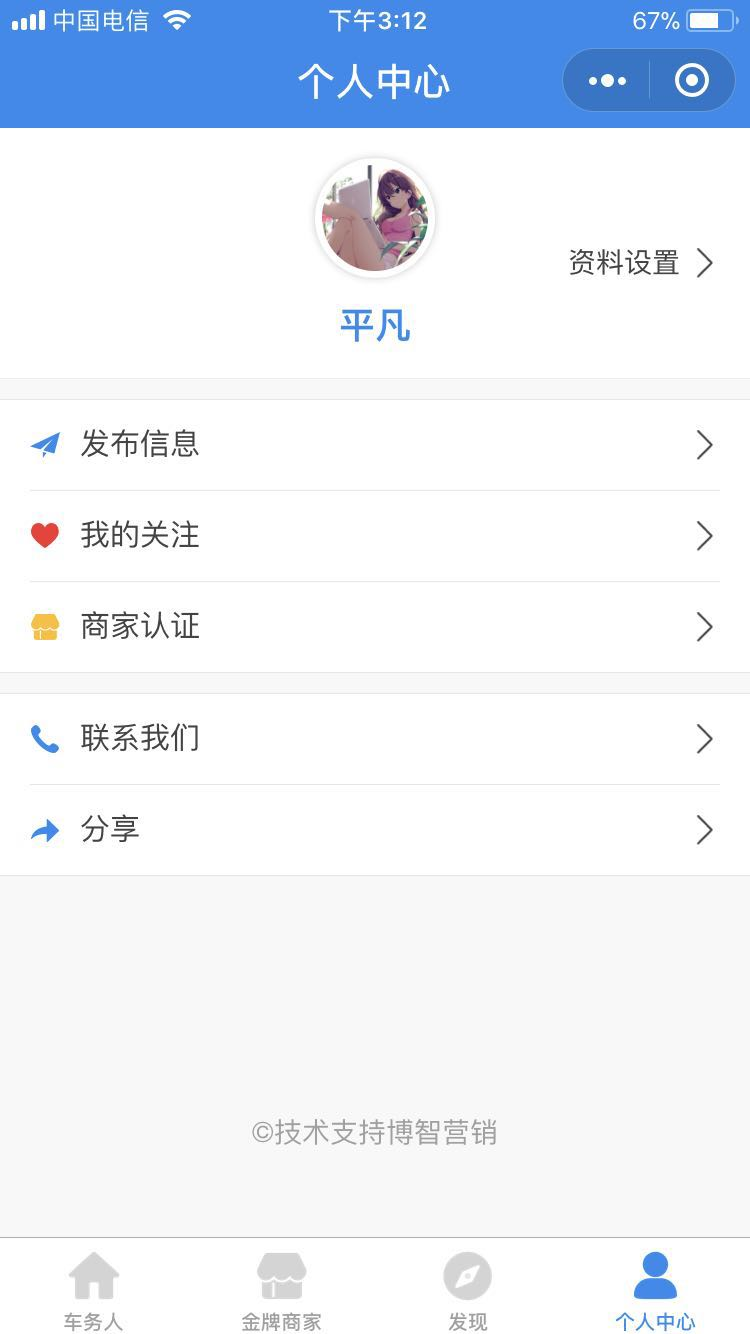 中国电信 下午3:12 67%
个人中心
资料设置
平凡
发布信息
我的关注
商家认证
联系我们
分享
©技术支持博智营销
车务人 金牌商家 发现 个人中心